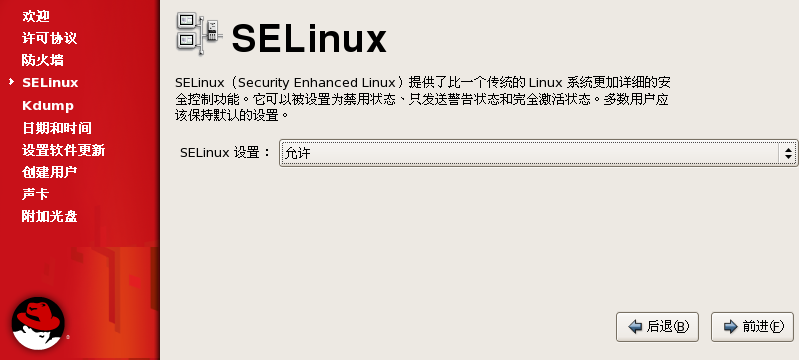 欢迎
许可协议
防火墙
SELinux
Kdump
日期和时间
设置软件更新
创建用户
声卡
附加光盘
SELinux
SELinux（Security Enhanced Linux）提供了比一个传统的 Linux 系统更加详细的安
全控制功能。它可以被设置为禁用状态、只发送警告状态和完全激活状态。多数用户应
该保持默认的设置。
SELinux 设置： 允许
后退(B) 前进(F)